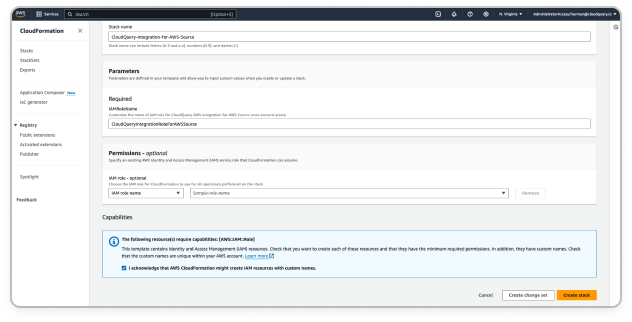 aws
Services
Search
[Option+S]
N. Virginia
AdministratorAccess/harmon@cloudquery.io
CloudFormation
Stacks
StackSets
Exports
Application Composer New
IaC generator
Registry
Public extensions
Activated extensions
Publisher
Spotlight
Feedback
Stack name
CloudQuery-Integration-for-AWS-Source
Stack name can include letters (A-Z and a-z), numbers (0-9), and dashes (-).
Parameters
Parameters are defined in your template and allow you to input custom values when you create or update a stack.
Required
IAMRoleName
Customize the name of IAM role for CloudQuery AWS Integration for AWS Source cross-account access
CloudQueryIntegrationRoleForAWSSource
Permissions - optional
Specify an existing AWS Identity and Access Management (IAM) service role that CloudFormation can assume.
IAM role - optional
Choose the IAM role for CloudFormation to use for all operations performed on the stack.
IAM role name
Sample-role-name
Remove
Capabilities
The following resource(s) require capabilities: [AWS::IAM::Role]
This template contains Identity and Access Management (IAM) resources. Check that you want to create each of these resources and that they have the minimum required permissions. In addition, they have custom names. Check
that the custom names are unique within your AWS account. Learn more
I acknowledge that AWS CloudFormation might create IAM resources with custom names.
Cancel
Create change set
Create stack